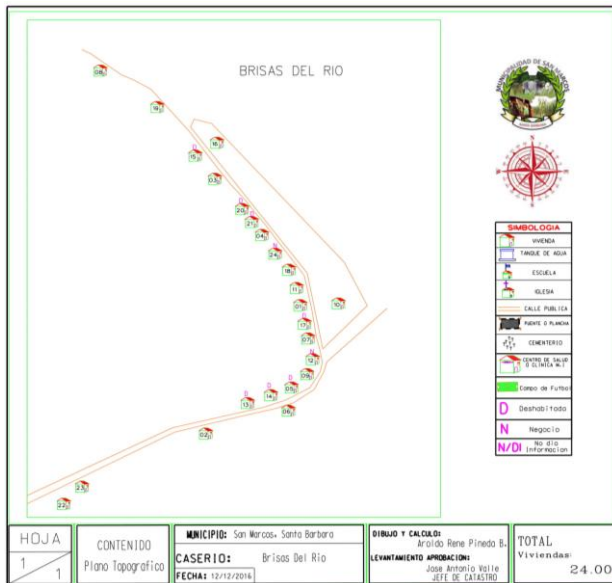 BRISAS DEL RIO
08
19
16
D
15
03
D
20
21
04
N
24
18
11
01
10
D
17
07
N
12
09
D
05
D
14
D
13
06
02
23
22
MUNICIPALIDAD DE SAN MARCOS
SIMBOLOGIA
VIVIENDA
TANQUE DE AGUA
ESCUELA
IGLESIA
CALLE PUBLICA
PUENTE O PLANCHA
CEMENTERIO
CENTRO DE SALUD
Campo de Futbol
D Deshabitada
N Negocio
N/DI No dio
Informacion
HOJA
1
1
CONTENIDO
Plano Topografico
MUNICIPIO: San Marcos, Santa Barbara
CASERIO: Brisas Del Rio
FECHA: 12/12/2016
DIBUJO Y CALCULO:
Aroldo Rene Pineda B.
LEVANTAMIENTO APROBACION:
Jose Antonio Valle
JEFE DE CATASTRO
TOTAL
Viviendas:
24.00